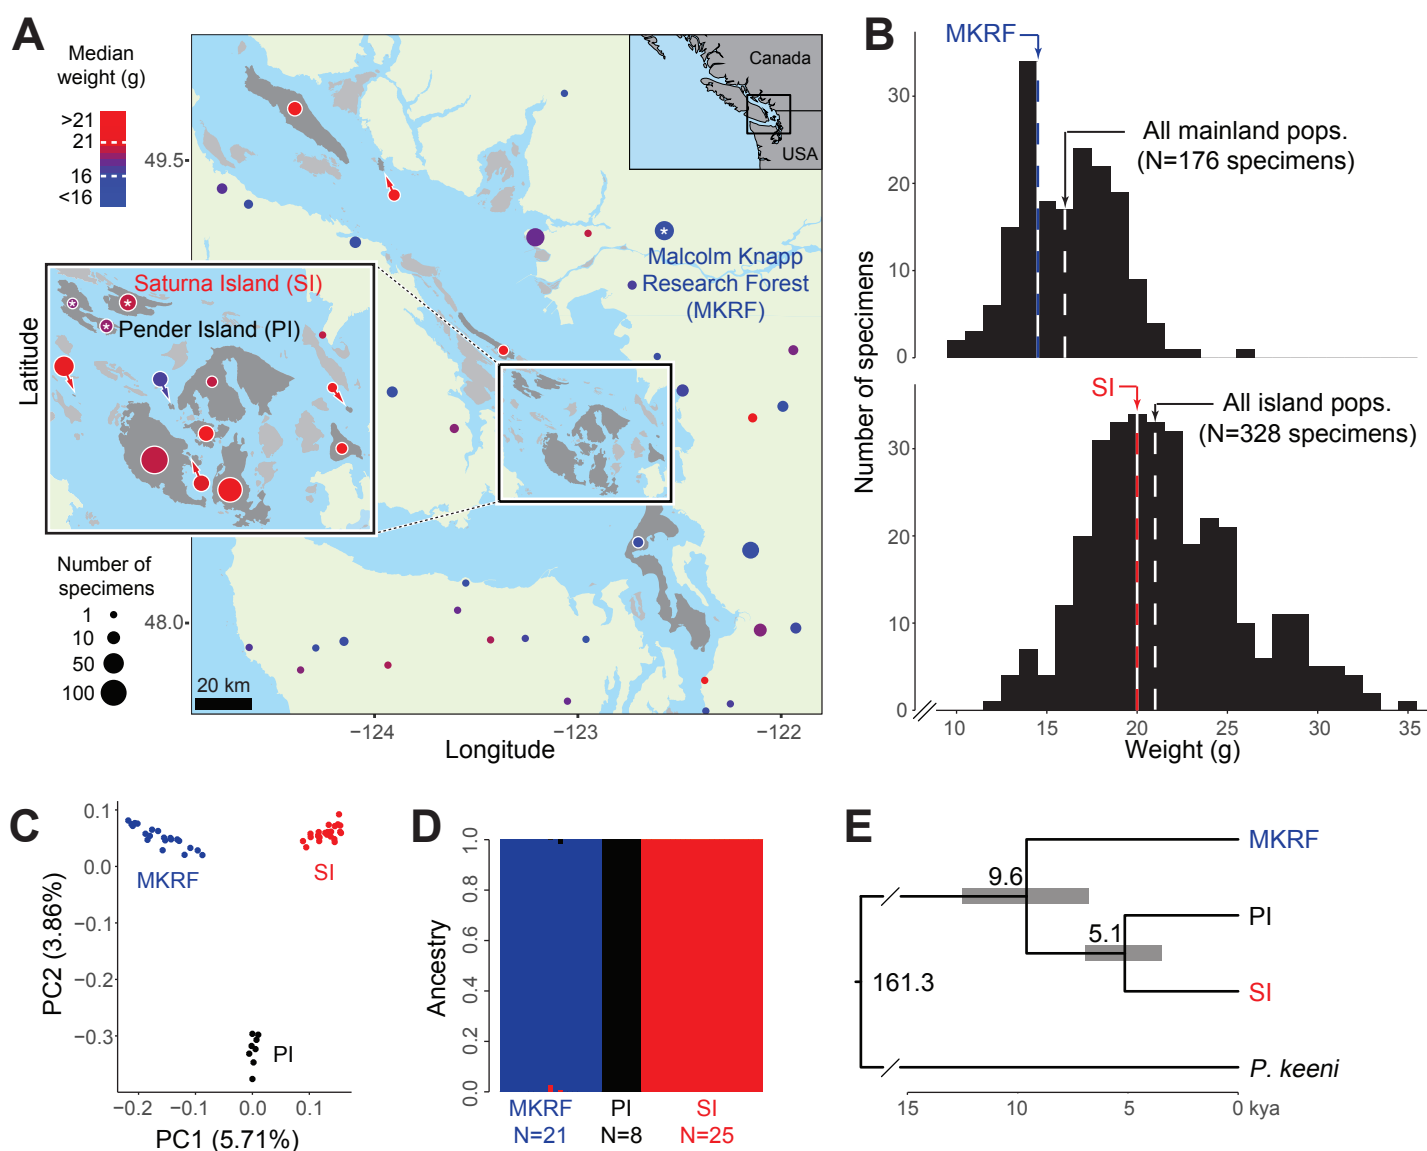 A
Median
weight (g)
>21
21
16
<16
Canada
USA
49.5
48.0
Latitude
Malcolm Knapp
Research Forest
(MKRF)
Saturna Island (SI)
Pender Island (PI)
* * *
*
Number of
specimens
1
10
50
100
20 km
−124
−123
−122
Longitude
B
MKRF
All mainland pops.
(N=176 specimens)
30
20
10
0
Number of specimens
SI
All island pops.
(N=328 specimens)
30
20
10
0
10 15 20 25 30 35
Weight (g)
C
0.1
0.0
−0.1
−0.2
−0.3
PC2 (3.86%)
MKRF
SI
PI
−0.2 −0.1 0.0 0.1
PC1 (5.71%)
D
1.0
0.8
0.6
0.4
0.2
0.0
Ancestry
MKRF PI SI
N=21 N=8 N=25
E
9.6
5.1
161.3
MKRF
PI
SI
P. keeni
15 10 5 0 kya